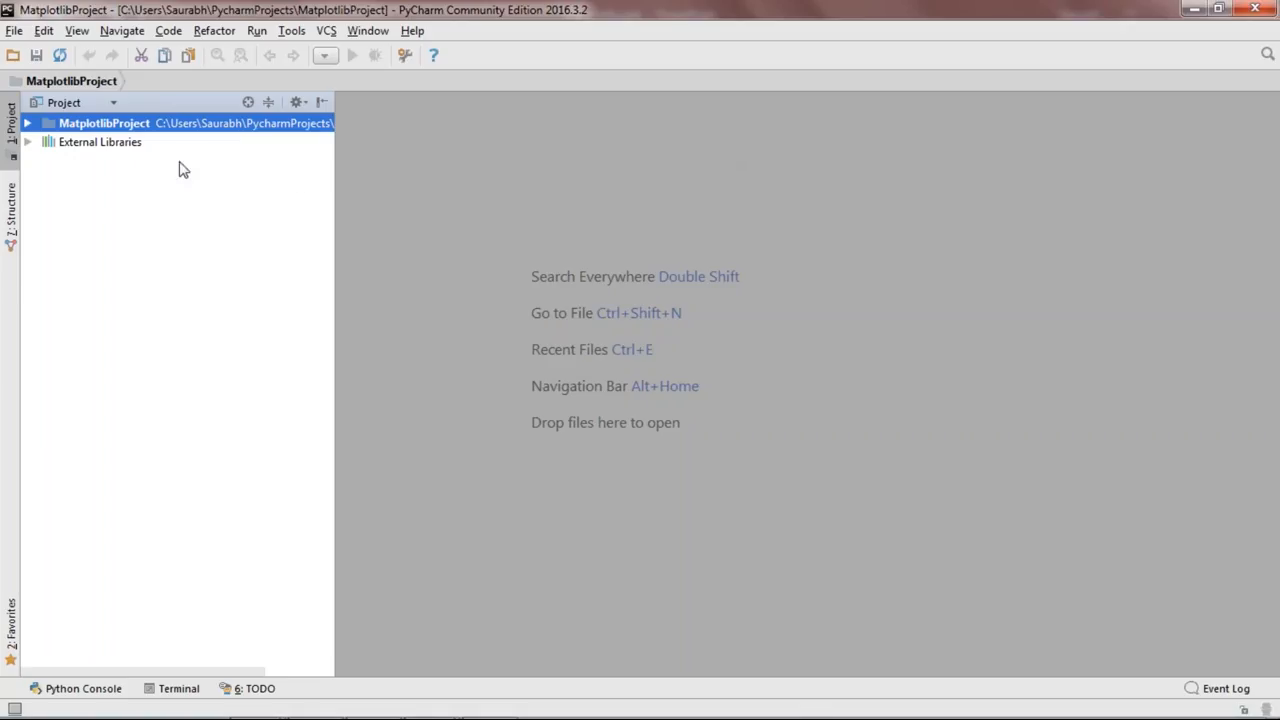 PC MatplotlibProject - [C:\Users\Saurabh\PycharmProjects\MatplotlibProject] - PyCharm Community Edition 2016.3.2
File Edit View Navigate Code Refactor Run Tools VCS Window Help
MatplotlibProject
1: Project
Project
MatplotlibProject C:\Users\Saurabh\PycharmProjects\
External Libraries
Z: Structure
Search Everywhere Double Shift
Go to File Ctrl+Shift+N
Recent Files Ctrl+E
Navigation Bar Alt+Home
Drop files here to open
2: Favorites
Python Console Terminal 6: TODO Event Log